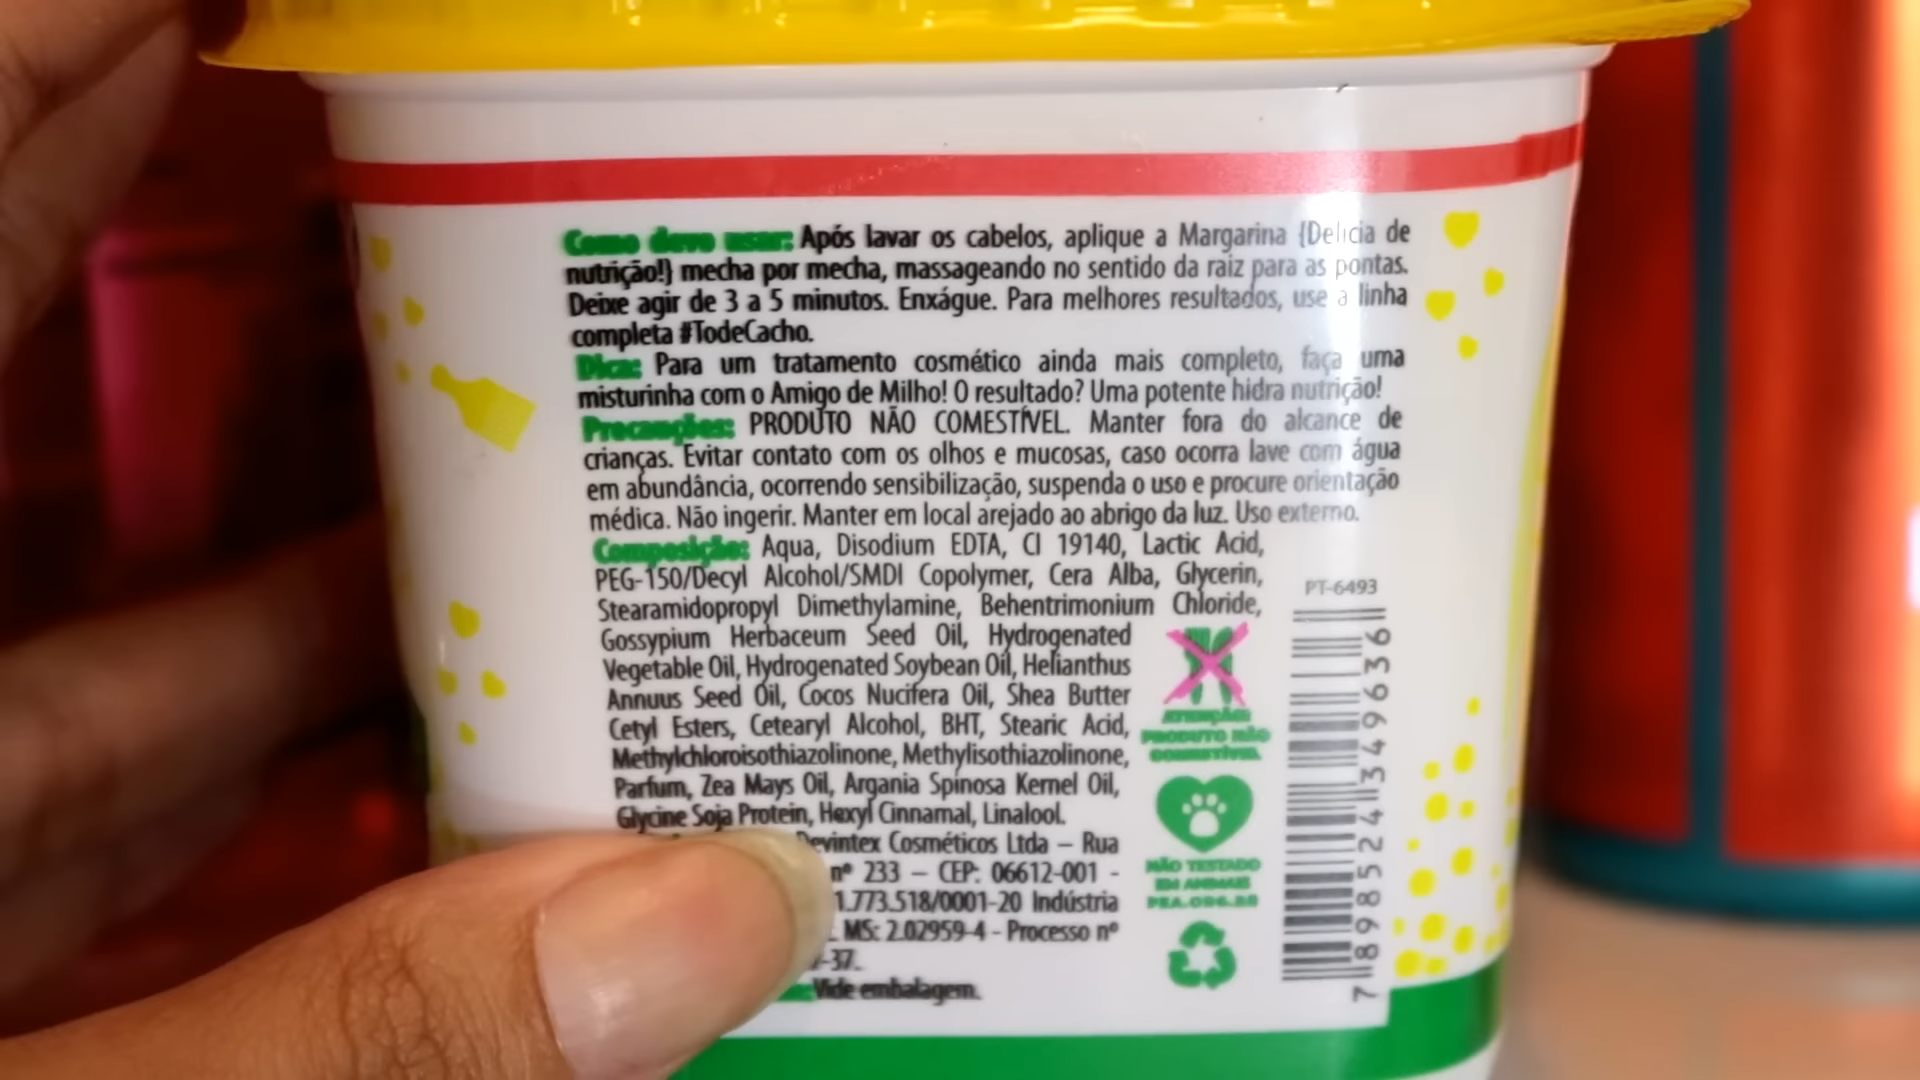 Como devo usar: Após lavar os cabelos, aplique a Margarina {Delicia de
nutrição!} mecha por mecha, massageando no sentido da raiz para as pontas.
Deixe agir de 3 a 5 minutos. Enxágue. Para melhores resultados, use a linha
completa #TodeCacho.
Dica: Para um tratamento cosmético ainda mais completo, faça uma
misturinha com o Amigo de Milho! O resultado? Uma potente hidra nutrição!
Precauções: PRODUTO NÃO COMESTÍVEL. Manter fora do alcance de
crianças. Evitar contato com os olhos e mucosas, caso ocorra lave com água
em abundância, ocorrendo sensibilização, suspenda o uso e procure orientação
médica. Não ingerir. Manter em local arejado ao abrigo da luz. Uso externo.
Composição: Aqua, Disodium EDTA, CI 19140, Lactic Acid,
PEG-150/Decyl Alcohol/SMDI Copolymer, Cera Alba, Glycerin,
Stearamidopropyl Dimethylamine, Behentrimonium Chloride,
Gossypium Herbaceum Seed Oil, Hydrogenated
Vegetable Oil, Hydrogenated Soybean Oil, Helianthus
Annuus Seed Oil, Cocos Nucifera Oil, Shea Butter
Cetyl Esters, Cetearyl Alcohol, BHT, Stearic Acid,
Methylchloroisothiazolinone, Methylisothiazolinone,
Parfum, Zea Mays Oil, Argania Spinosa Kernel Oil,
Glycine Soja Protein, Hexyl Cinnamal, Linalool.
Devintex Cosméticos Ltda – Rua
nº 233 – CEP: 06612-001 -
1.773.518/0001-20 Indústria
MS: 2.02959-4 - Processo nº
-37.
Vide embalagem.
PT-6493
ATENÇÃO:
PRODUTO NÃO
COMESTÍVEL.
NÃO TESTADO
EM ANIMAIS
PEA.ORG.BR
7 898524 349636